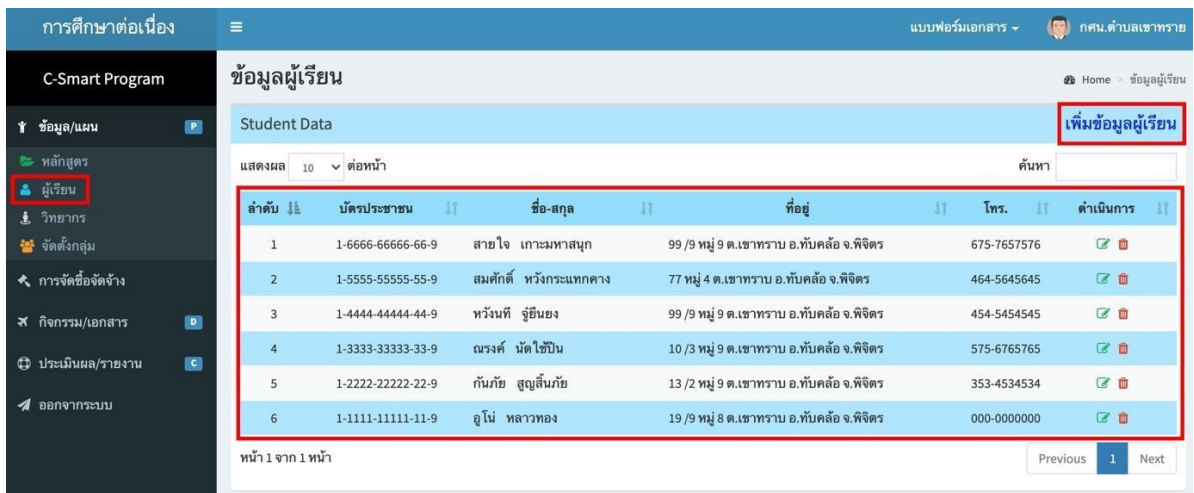 การศึกษาต่อเนื่อง
แบบฟอร์มเอกสาร
กศน.ตำบลเขาทราย
C-Smart Program
ข้อมูลผู้เรียน
Home > ข้อมูลผู้เรียน
ข้อมูล/แผน P
หลักสูตร
ผู้เรียน
วิทยากร
จัดตั้งกลุ่ม
การจัดซื้อจัดจ้าง
กิจกรรม/เอกสาร D
ประเมินผล/รายงาน C
ออกจากระบบ
Student Data เพิ่มข้อมูลผู้เรียน
แสดงผล 10 ต่อหน้า ค้นหา
ลำดับ บัตรประชาชน ชื่อ-สกุล ที่อยู่ โทร. ดำเนินการ
1 1-6666-66666-66-9 สายใจ เกาะมหาสนุก 99 /9 หมู่ 9 ต.เขาทราบ อ.ทับคล้อ จ.พิจิตร 675-7657576
2 1-5555-55555-55-9 สมศักดิ์ หวังกระแทกคาง 77 หมู่ 4 ต.เขาทราบ อ.ทับคล้อ จ.พิจิตร 464-5645645
3 1-4444-44444-44-9 หวังนที จู๋ยืนยง 99 /9 หมู่ 9 ต.เขาทราบ อ.ทับคล้อ จ.พิจิตร 454-5454545
4 1-3333-33333-33-9 ณรงค์ นัดใช้ปืน 10 /3 หมู่ 9 ต.เขาทราบ อ.ทับคล้อ จ.พิจิตร 575-6765765
5 1-2222-22222-22-9 กันภัย สูญสิ้นภัย 13 /2 หมู่ 9 ต.เขาทราบ อ.ทับคล้อ จ.พิจิตร 353-4534534
6 1-1111-11111-11-9 อูโน่ หลาวทอง 19 /9 หมู่ 8 ต.เขาทราบ อ.ทับคล้อ จ.พิจิตร 000-0000000
หน้า 1 จาก 1 หน้า Previous 1 Next